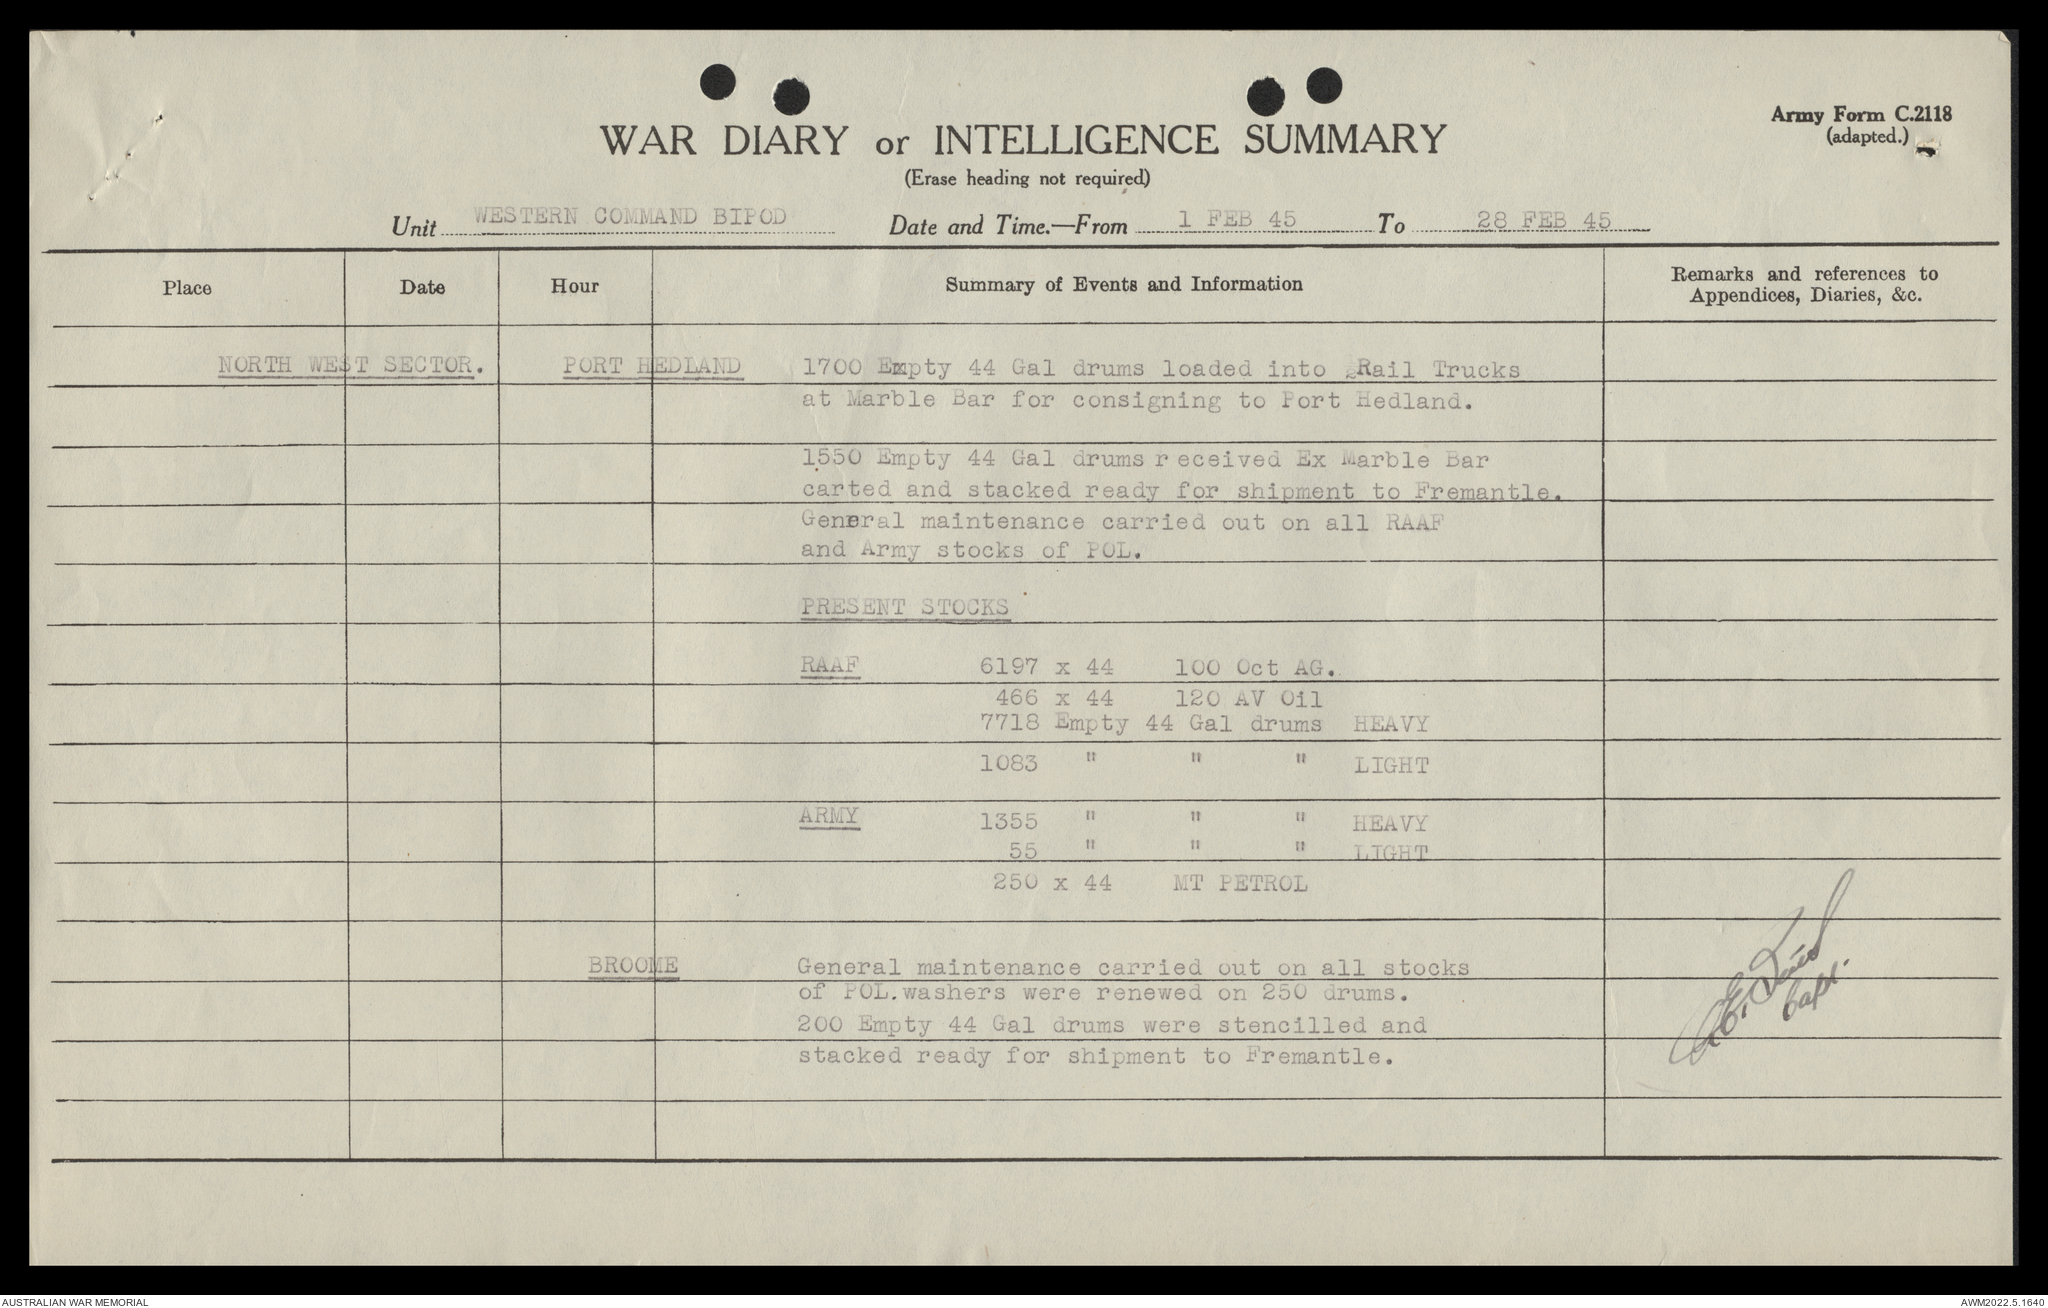 Army Form C.2118
(adapted.)
WAR DIARY or INTELLIGENCE SUMMARY
(Erase heading not required)
Unit WESTERN COMMAND BIPOD Date and Time.—From 1 FEB 45 To 28 FEB 45
Place Date Hour Summary of Events and Information Remarks and references to
Appendices, Diaries, &c.
NORTH WEST SECTOR. PORT HEDLAND 1700 Empty 44 Gal drums loaded into Rail Trucks
at Marble Bar for consigning to Port Hedland.
1550 Empty 44 Gal drums r eceived Ex Marble Bar
carted and stacked ready for shipment to Fremantle.
General maintenance carried out on all RAAF
and Army stocks of POL.
PRESENT STOCKS
RAAF 6197 x 44 100 Oct AG.
466 x 44 120 AV Oil
7718 Empty 44 Gal drums HEAVY
1083 " " " LIGHT
ARMY 1355 " " " HEAVY
55 " " " LIGHT
250 x 44 MT PETROL
BROOME General maintenance carried out on all stocks
of POL.washers were renewed on 250 drums.
200 Empty 44 Gal drums were stencilled and
stacked ready for shipment to Fremantle.
Capt.
AUSTRALIAN WAR MEMORIAL AWM2022.5.1640